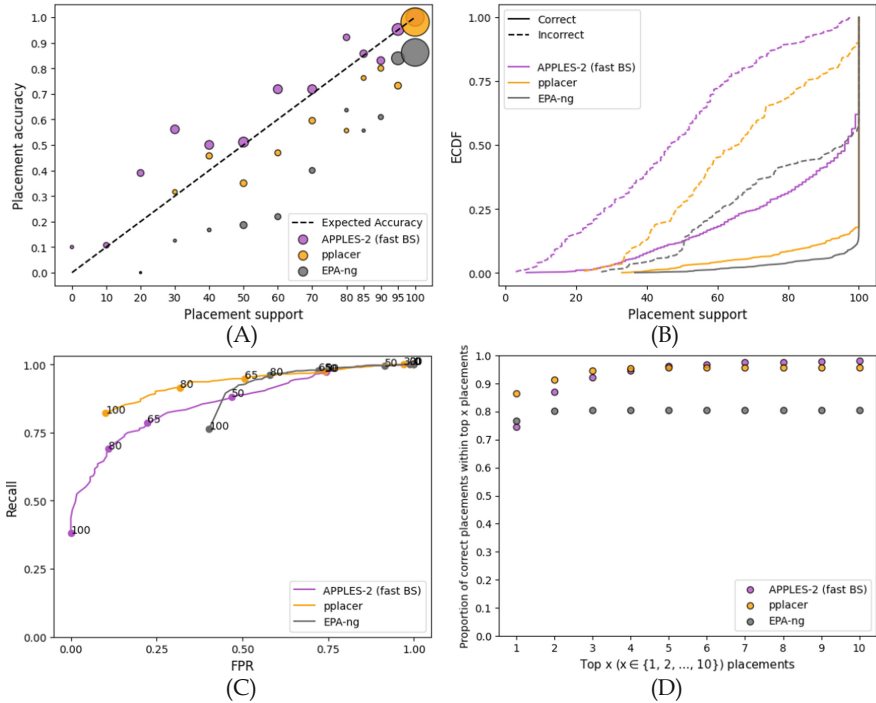 1.0
0.9
0.8
0.7
0.6
0.5
0.4
0.3
0.2
0.1
0.0
Placement accuracy
Expected Accuracy
APPLES-2 (fast BS)
pplacer
EPA-ng
0 10 20 30 40 50 60 70 80 85 90 95 100
Placement support
(A)
1.00
0.75
0.50
0.25
0.00
ECDF
Correct
Incorrect
APPLES-2 (fast BS)
pplacer
EPA-ng
0 20 40 60 80 100
Placement support
(B)
1.00
0.75
0.50
0.25
0.00
Recall
100
80
65
50
100
80
65
50
100
80
65
50
APPLES-2 (fast BS)
pplacer
EPA-ng
0.00 0.25 0.50 0.75 1.00
FPR
(C)
1.0
0.9
0.8
0.7
0.6
0.5
0.4
0.3
0.2
0.1
0.0
Proportion of correct placements within top x placements
APPLES-2 (fast BS)
pplacer
EPA-ng
1 2 3 4 5 6 7 8 9 10
Top x (x ∈ {1, 2, ..., 10}) placements
(D)